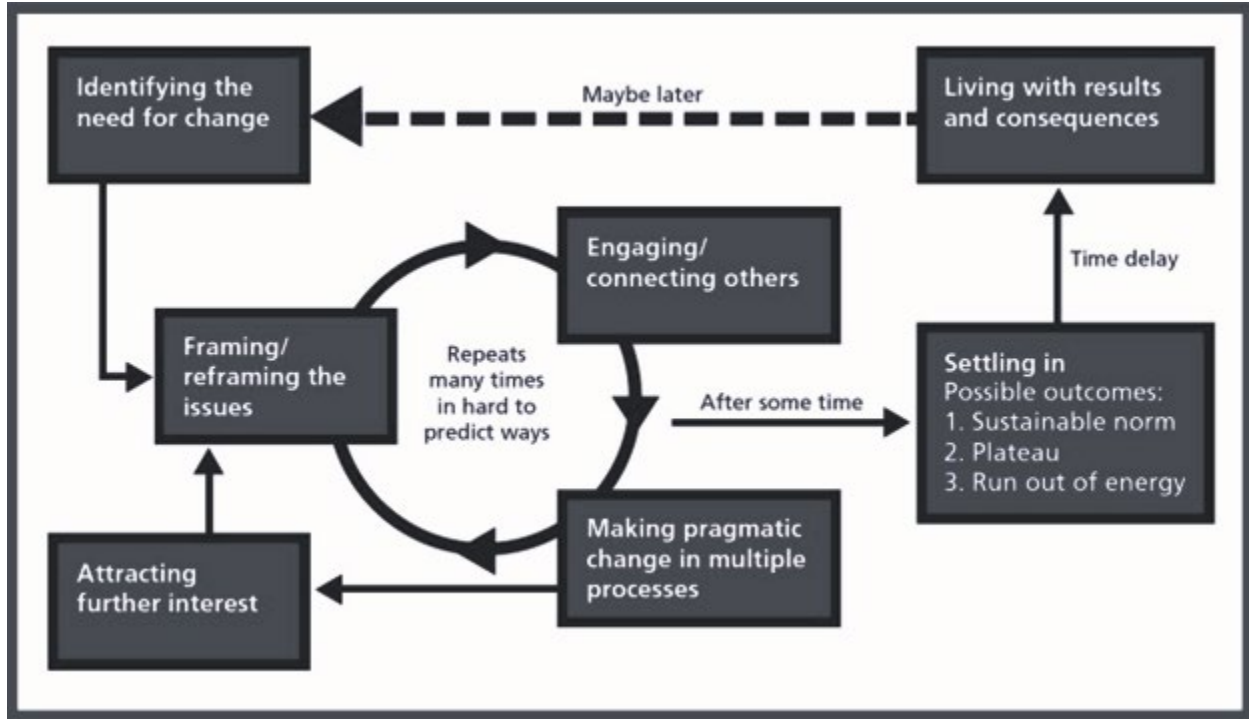 Identifying the
need for change
Maybe later
Living with results
and consequences
Engaging/
connecting others
Time delay
Framing/
reframing the
issues
Repeats
many times
in hard to
predict ways
After some time
Settling in
Possible outcomes:
1. Sustainable norm
2. Plateau
3. Run out of energy
Making pragmatic
change in multiple
processes
Attracting
further interest